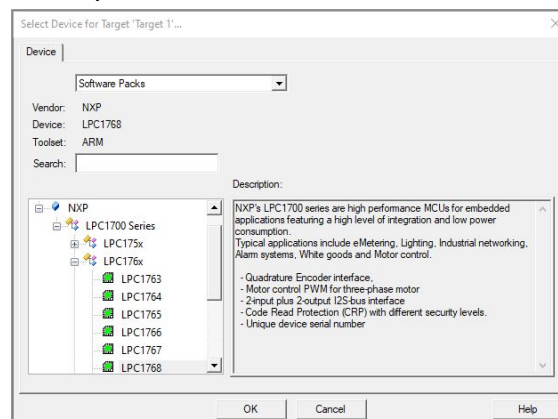 Select Device for Target 'Target 1'...
Device
Software Packs
Vendor: NXP
Device: LPC1768
Toolset: ARM
Search:
Description:
NXP
LPC1700 Series
LPC175x
LPC176x
LPC1763
LPC1764
LPC1765
LPC1766
LPC1767
LPC1768
NXP's LPC1700 series are high performance MCUs for embedded
applications featuring a high level of integration and low power
consumption.
Typical applications include eMetering, Lighting, Industrial networking,
Alarm systems, White goods and Motor control.
- Quadrature Encoder interface,
- Motor control PWM for three-phase motor
- 2-input plus 2-output I2S-bus interface
- Code Read Protection (CRP) with different security levels.
- Unique device serial number
OK
Cancel
Help